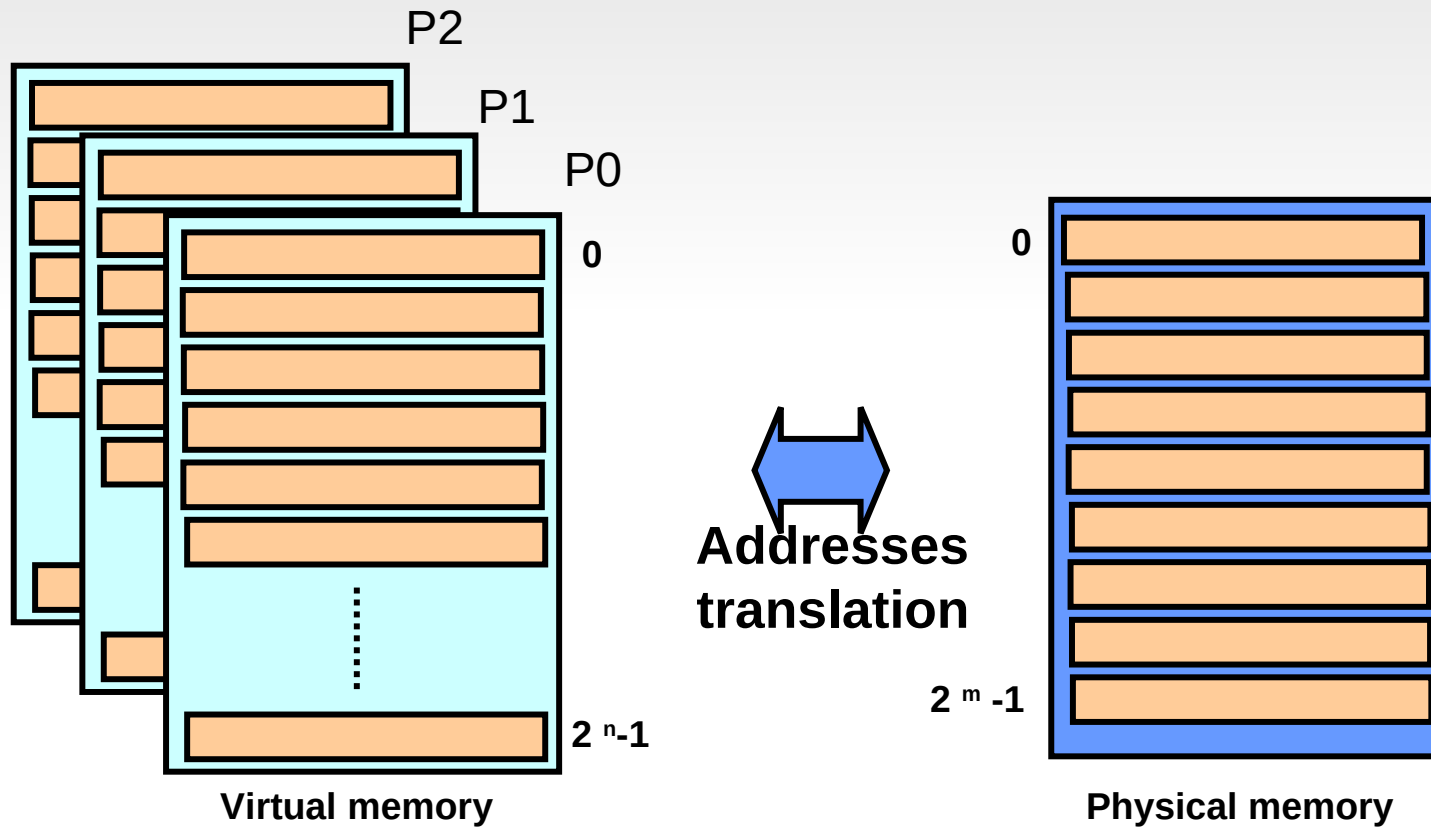 P2
P1
P0
0
0
Addresses
translation
2 ᵐ -1
2 ⁿ-1
Virtual memory
Physical memory